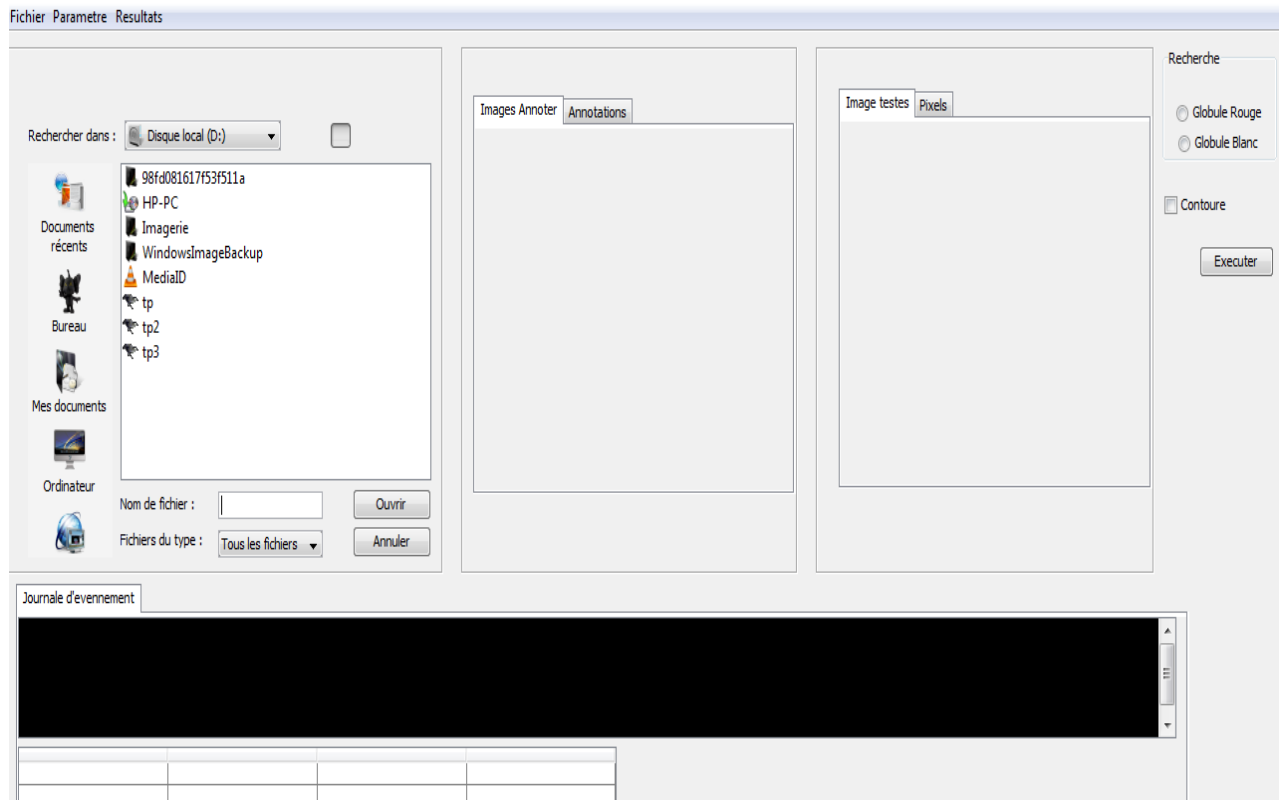 Fichier Parametre Resultats
Rechercher dans : Disque local (D:)
98fd081617f53f511a
HP-PC
Imagerie
WindowsImageBackup
MediaID
tp
tp2
tp3
Documents
récents
Bureau
Mes documents
Ordinateur
Nom de fichier :
Ouvrir
Fichiers du type : Tous les fichiers
Annuler
Images Annoter Annotations
Image testes Pixels
Recherche
Globule Rouge
Globule Blanc
Contoure
Executer
Journale d'evennement